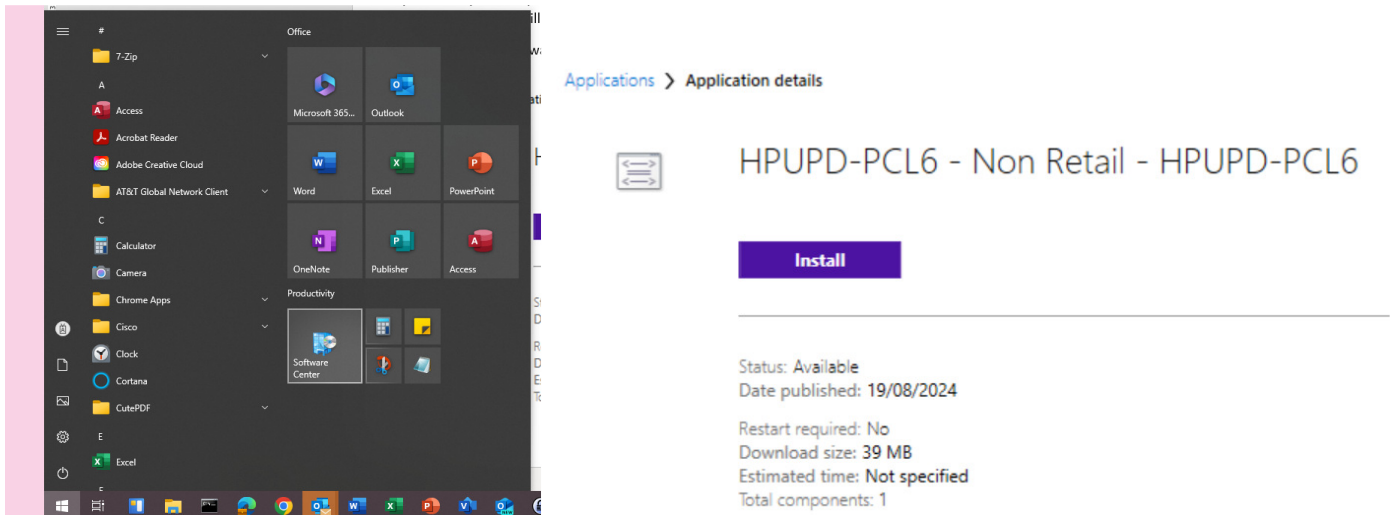 #
Office
7-Zip
A
Access
Microsoft 365...
Outlook
Acrobat Reader
Adobe Creative Cloud
AT&T Global Network Client
Word
Excel
PowerPoint
C
Calculator
Camera
OneNote
Publisher
Access
Chrome Apps
Productivity
Cisco
Clock
Software
Center
Cortana
CutePDF
E
Excel
Applications > Application details
HPUPD-PCL6 - Non Retail - HPUPD-PCL6
Install
Status: Available
Date published: 19/08/2024
Restart required: No
Download size: 39 MB
Estimated time: Not specified
Total components: 1